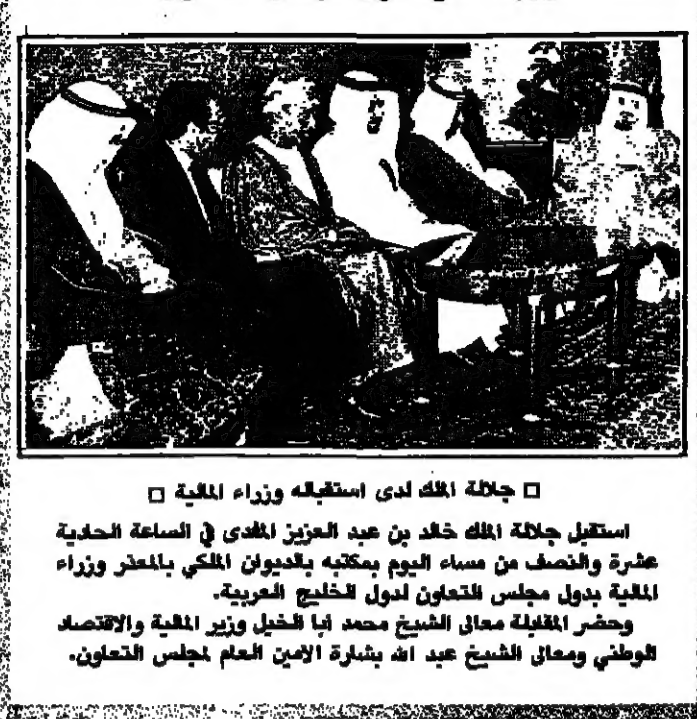 □ جلالة الملك لدى استقباله وزراء المالية □
استقبل جلالة الملك خالد بن عبد العزيز المفدى في الساعة الحادية
عشرة والنصف من مساء اليوم بمكتبه بالديوان الملكي بالمعذر وزراء
المالية بدول مجلس التعاون لدول الخليج العربية.
وحضر المقابلة معالي الشيخ محمد أبا الخيل وزير المالية والاقتصاد
الوطني ومعالي الشيخ عبد الله بشارة الامين العام لمجلس التعاون.